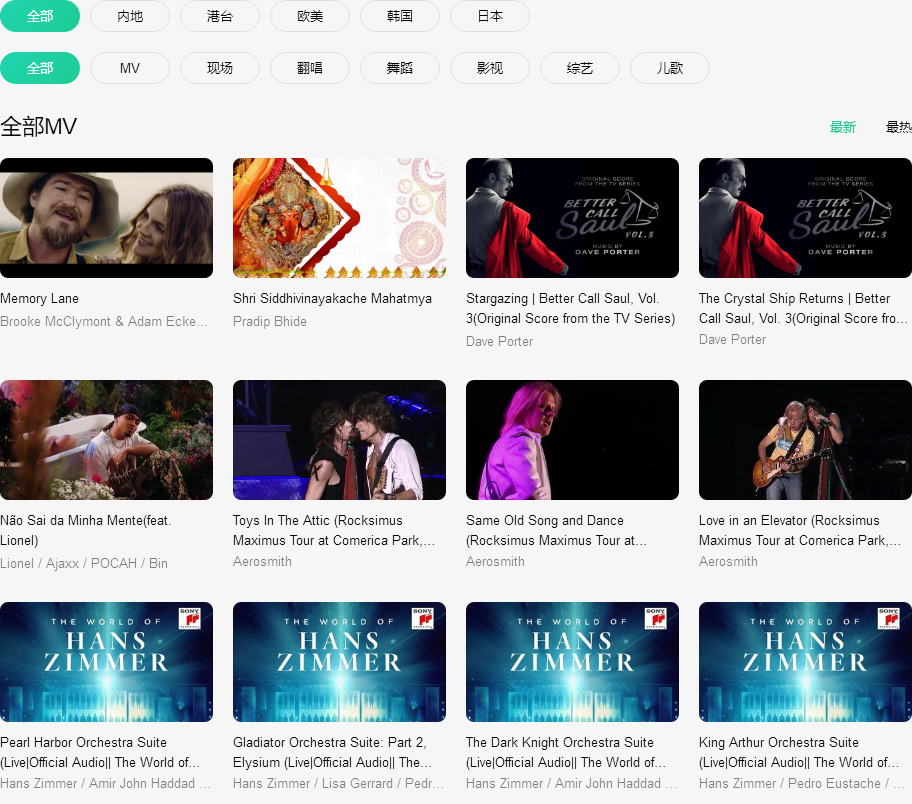 全部 内地 港台 欧美 韩国 日本
全部 MV 现场 翻唱 舞蹈 影视 综艺 儿歌
全部MV 最新 最热
ORIGINAL SCORE
FROM THE TV SERIES
BETTER
CALL
Saul
VOL.3
MUSIC BY
DAVE PORTER
ORIGINAL SCORE
FROM THE TV SERIES
BETTER
CALL
Saul
VOL.3
MUSIC BY
DAVE PORTER
Memory Lane
Brooke McClymont & Adam Ecke...
Shri Siddhivinayakache Mahatmya
Pradip Bhide
Stargazing | Better Call Saul, Vol.
3(Original Score from the TV Series)
Dave Porter
The Crystal Ship Returns | Better
Call Saul, Vol. 3(Original Score fro...
Dave Porter
Não Sai da Minha Mente(feat.
Lionel)
Lionel / Ajaxx / POCAH / Bin
Toys In The Attic (Rocksimus
Maximus Tour at Comerica Park,...
Aerosmith
Same Old Song and Dance
(Rocksimus Maximus Tour at...
Aerosmith
Love in an Elevator (Rocksimus
Maximus Tour at Comerica Park,...
Aerosmith
SONY
THE WORLD OF
HANS
ZIMMER
SONY
THE WORLD OF
HANS
ZIMMER
SONY
THE WORLD OF
HANS
ZIMMER
SONY
THE WORLD OF
HANS
ZIMMER
Pearl Harbor Orchestra Suite
(Live|Official Audio|| The World of...
Hans Zimmer / Amir John Haddad ...
Gladiator Orchestra Suite: Part 2,
Elysium (Live|Official Audio|| The...
Hans Zimmer / Lisa Gerrard / Pedr...
The Dark Knight Orchestra Suite
(Live|Official Audio|| The World of...
Hans Zimmer / Amir John Haddad ...
King Arthur Orchestra Suite
(Live|Official Audio|| The World of...
Hans Zimmer / Pedro Eustache / ...